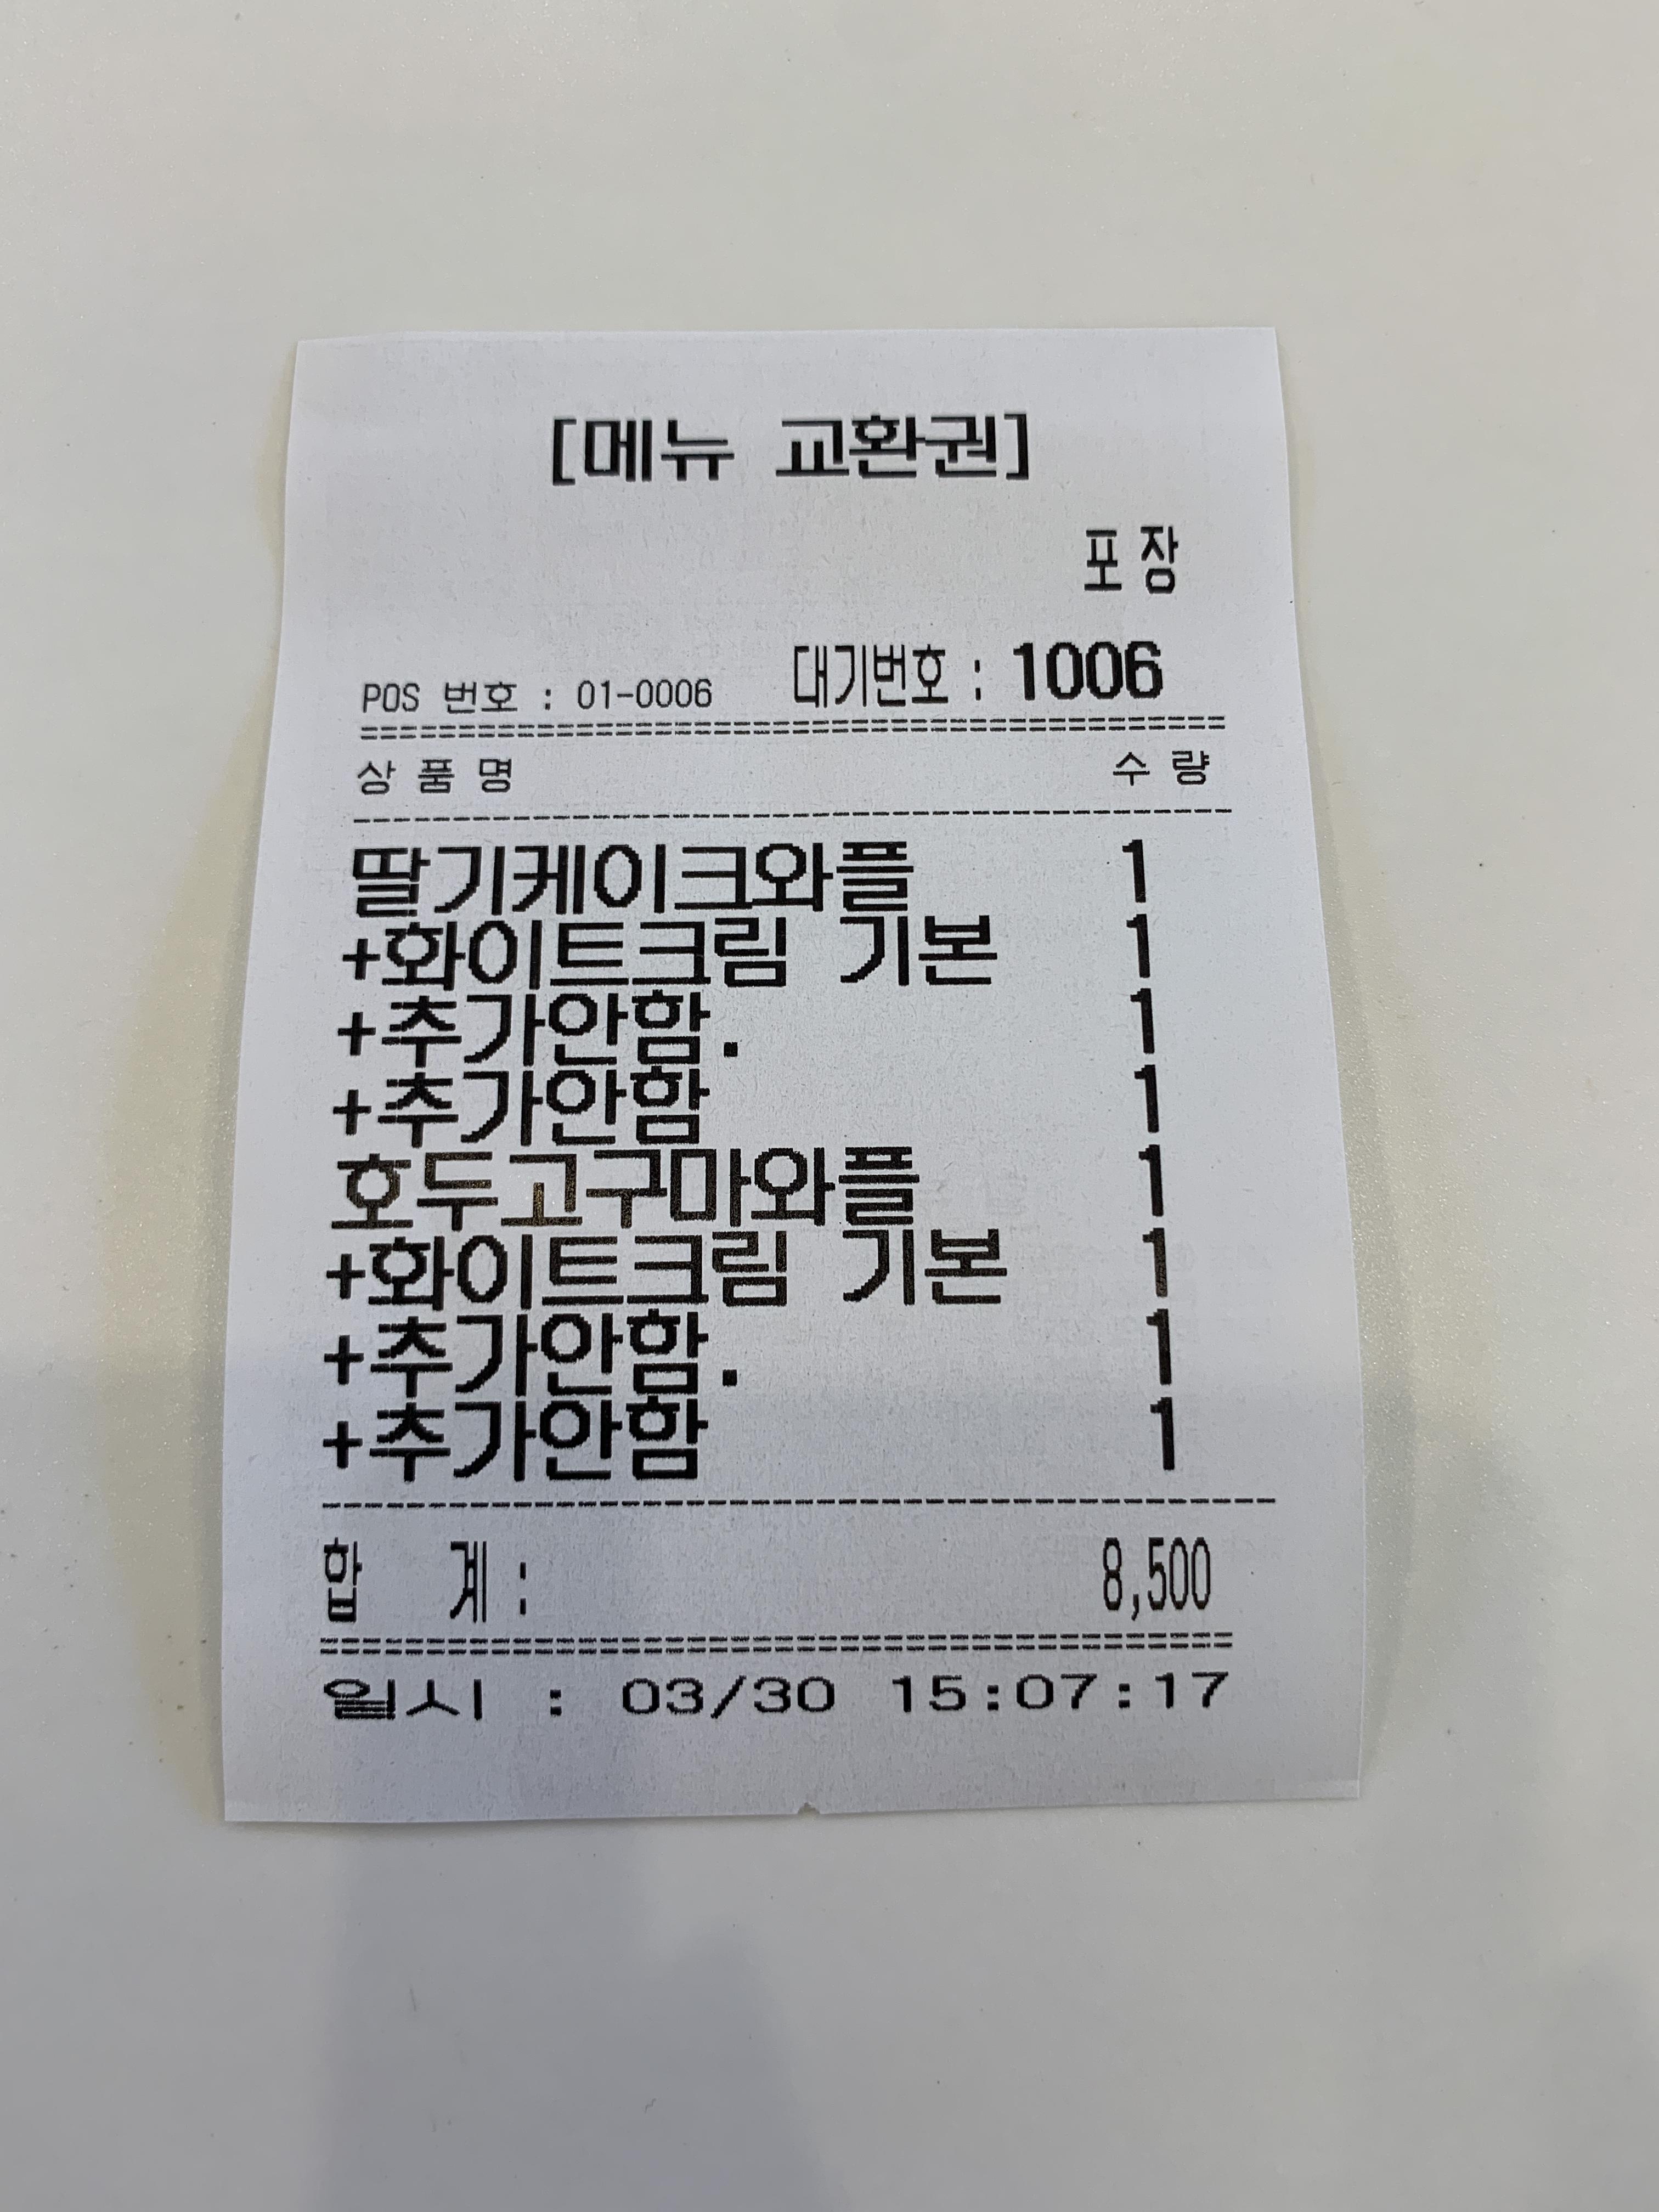 [메뉴 교환권]
포장
POS 번호 : 01-0006 대기번호 : 1006
상품명 수량
딸기케이크와플 1
+화이트크림 기본 1
+추가안함. 1
+추가안함 1
호두고구마와플 1
+화이트크림 기본 1
+추가안함. 1
+추가안함 1
합 계 : 8,500
일시 : 03/30 15:07:17